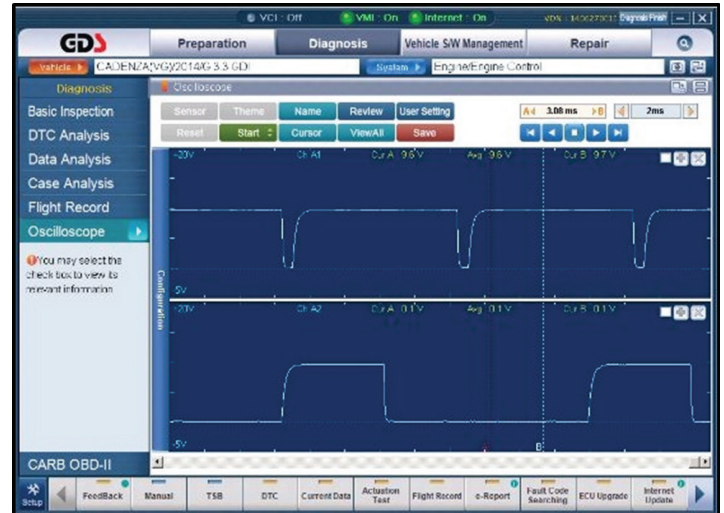 VCI : Off VMI : On Internet : On
GDS Preparation Diagnosis Vehicle S/W Management Repair
Vehicle CADENZA(VG)/2014/G 3.3 GDI System Engine/Engine Control
Diagnosis
Oscilloscope
Basic Inspection
DTC Analysis
Data Analysis
Case Analysis
Flight Record
Oscilloscope
You may select the
check box to view its
relevant information
Sensor Theme Name Review User Setting
Reset Start Cursor ViewAll Save
A 3.08 ms B 2ms
Configuration
-20V Ch A1 Cur A 9.6 V Avg 9.6 V Cur B 9.7 V
-5V
-20V Ch A2 Cur A 0.1 V Avg 0.1 V Cur B 0.1 V
-5V
B
CARB OBD-II
Setup FeedBack Manual TSB DTC Current Data Actuation Test Flight Record e-Report Fault Code Searching ECU Upgrade Internet Update